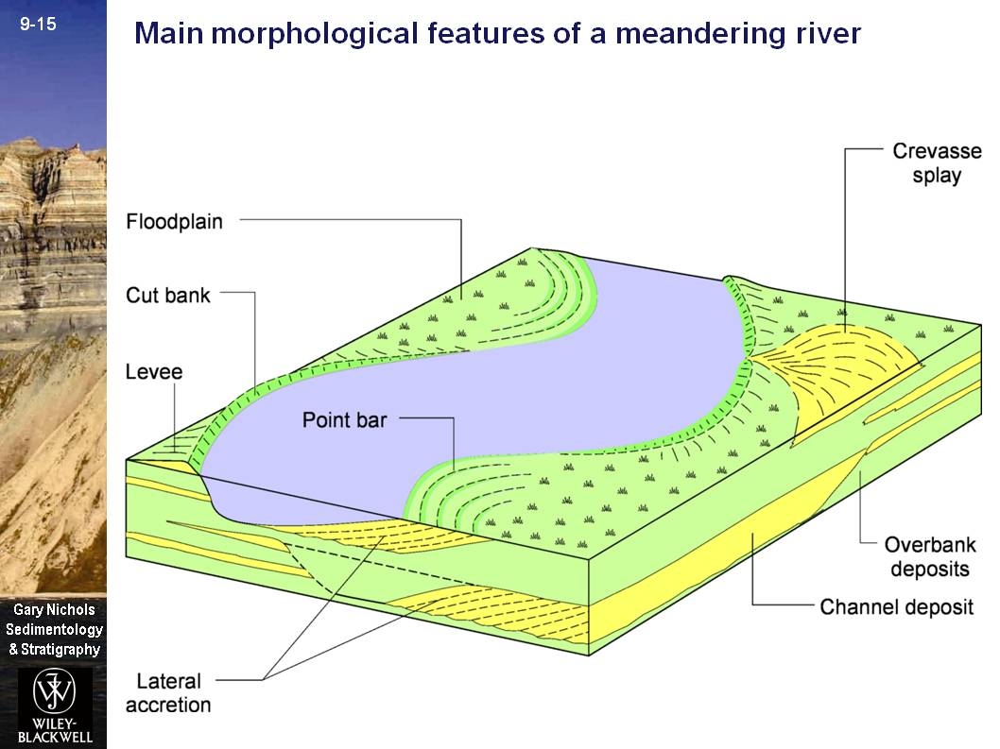 9-15
Main morphological features of a meandering river
Crevasse
splay
Floodplain
Cut bank
Levee
Point bar
Overbank
deposits
Channel deposit
Lateral
accretion
Gary Nichols
Sedimentology
& Stratigraphy
WILEY-
BLACKWELL